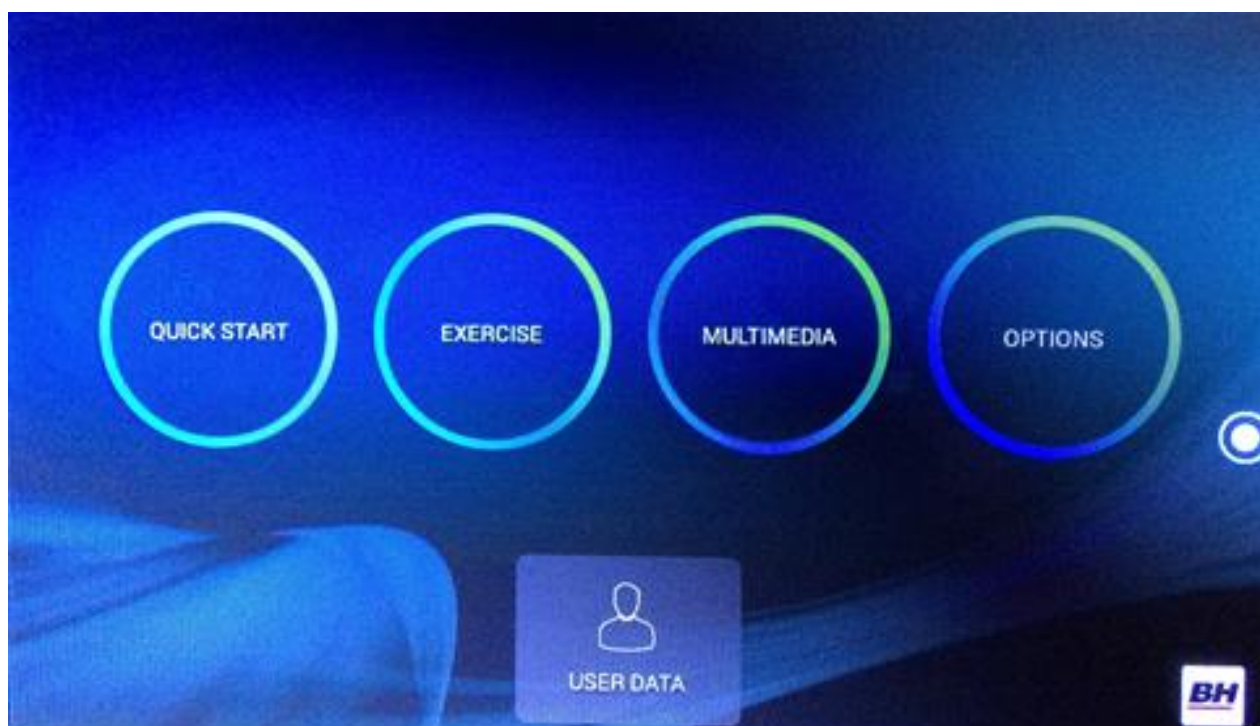 QUICK START
EXERCISE
MULTIMEDIA
OPTIONS
USER DATA
BH